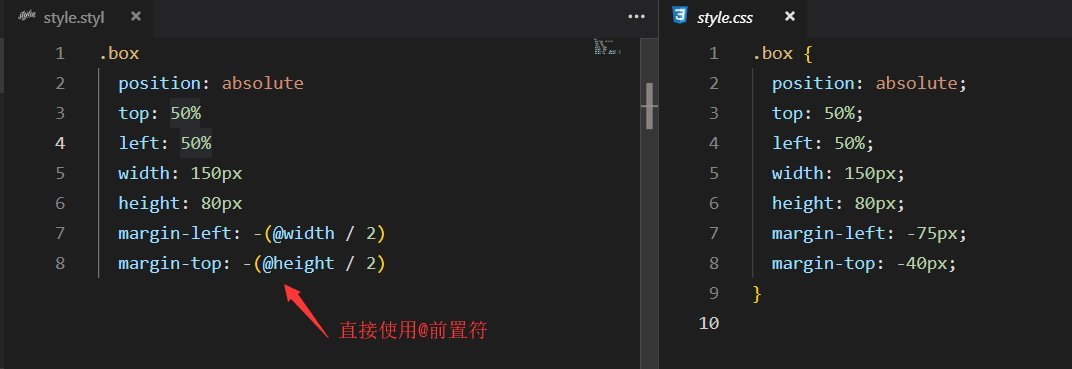 style.styl
1 .box
2 position: absolute
3 top: 50%
4 left: 50%
5 width: 150px
6 height: 80px
7 margin-left: -(@width / 2)
8 margin-top: -(@height / 2)
直接使用@前置符
style.css
1 .box {
2 position: absolute;
3 top: 50%;
4 left: 50%;
5 width: 150px;
6 height: 80px;
7 margin-left: -75px;
8 margin-top: -40px;
9 }
10